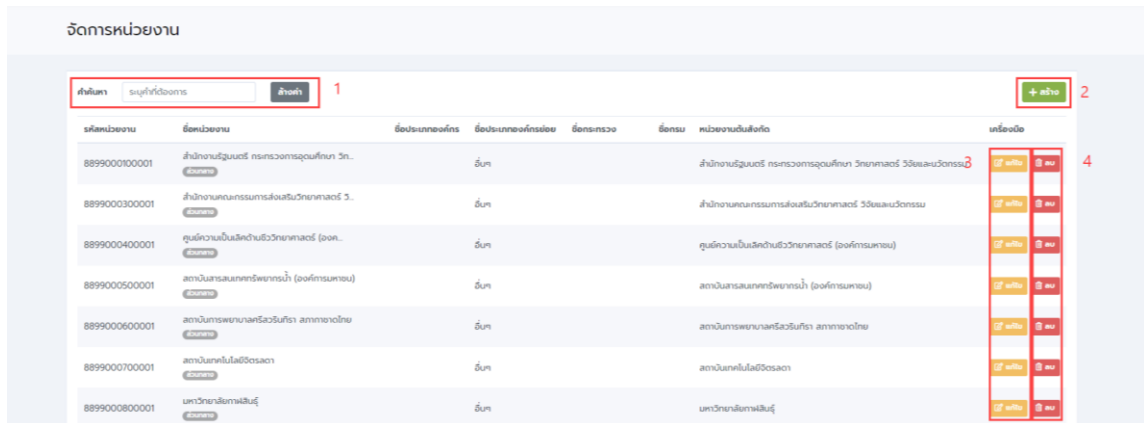 จัดการหน่วยงาน
คำค้นหา ระบุคำที่ต้องการ ล้างค่า 1 + สร้าง 2
รหัสหน่วยงาน ชื่อหน่วยงาน ชื่อประเภทองค์กร ชื่อประเภทองค์กรย่อย ชื่อกระทรวง ชื่อกรม หน่วยงานต้นสังกัด เครื่องมือ
8899000100001 สำนักงานรัฐมนตรี กระทรวงการอุดมศึกษา วิท.. อื่นๆ สำนักงานรัฐมนตรี กระทรวงการอุดมศึกษา วิทยาศาสตร์ วิจัยและนวัตกรรม 3 แก้ไข ลบ 4
ส่วนกลาง
8899000300001 สำนักงานคณะกรรมการส่งเสริมวิทยาศาสตร์ วิ.. อื่นๆ สำนักงานคณะกรรมการส่งเสริมวิทยาศาสตร์ วิจัยและนวัตกรรม แก้ไข ลบ
ส่วนกลาง
8899000400001 ศูนย์ความเป็นเลิศด้านชีววิทยาศาสตร์ (องค.. อื่นๆ ศูนย์ความเป็นเลิศด้านชีววิทยาศาสตร์ (องค์การมหาชน) แก้ไข ลบ
ส่วนกลาง
8899000500001 สถาบันสารสนเทศทรัพยากรน้ำ (องค์การมหาชน) อื่นๆ สถาบันสารสนเทศทรัพยากรน้ำ (องค์การมหาชน) แก้ไข ลบ
ส่วนกลาง
8899000600001 สถาบันการพยาบาลศรีสวรินทิรา สภากาชาดไทย อื่นๆ สถาบันการพยาบาลศรีสวรินทิรา สภากาชาดไทย แก้ไข ลบ
ส่วนกลาง
8899000700001 สถาบันเทคโนโลยีจิตรลดา อื่นๆ สถาบันเทคโนโลยีจิตรลดา แก้ไข ลบ
ส่วนกลาง
8899000800001 มหาวิทยาลัยกาฬสินธุ์ อื่นๆ มหาวิทยาลัยกาฬสินธุ์ แก้ไข ลบ
ส่วนกลาง